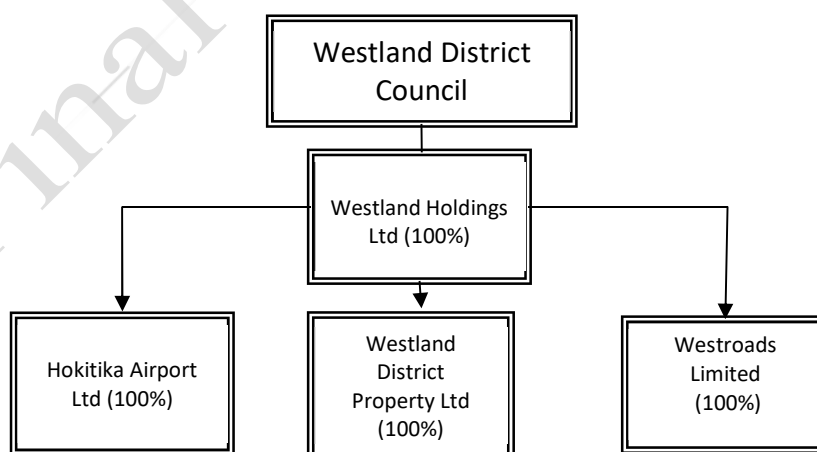 Westland District
Council
Westland Holdings
Ltd (100%)
Hokitika Airport
Ltd (100%)
Westland
District
Property Ltd
(100%)
Westroads
Limited
(100%)